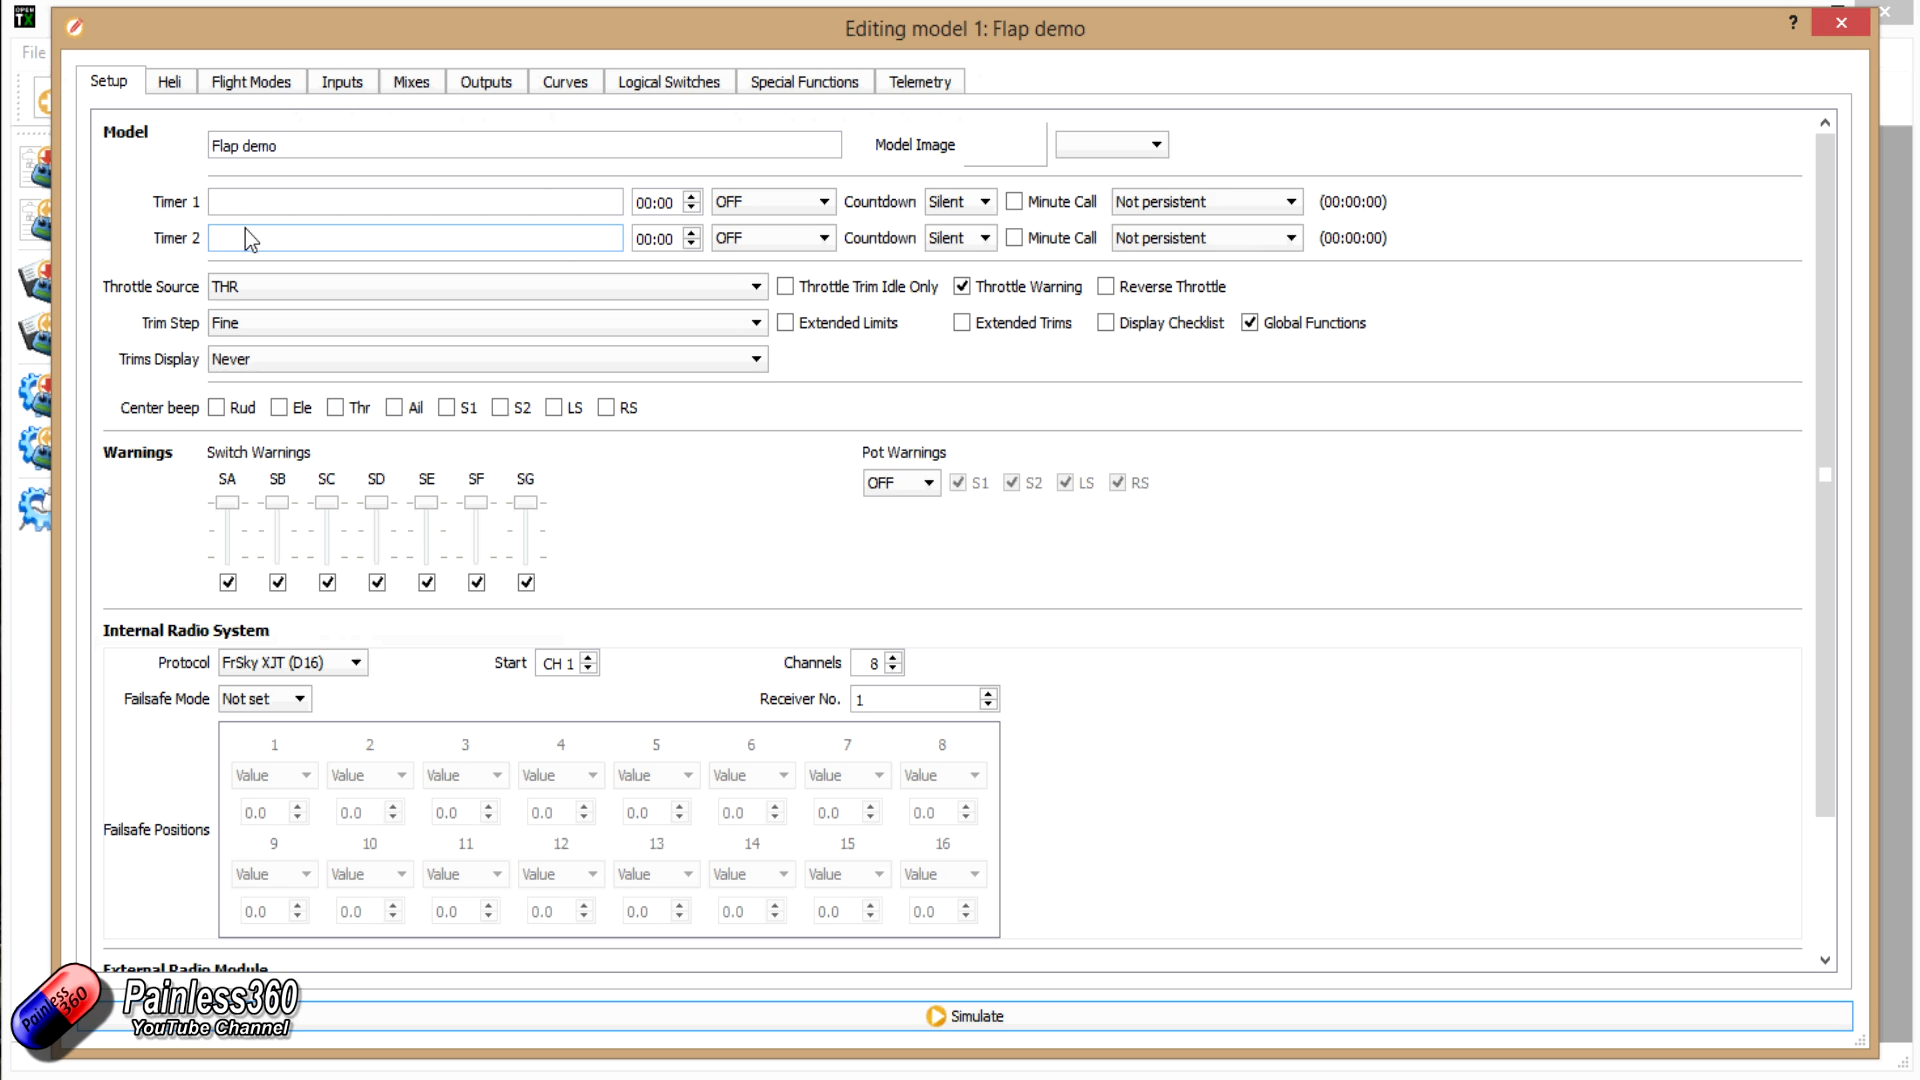 OPEN TX
Editing model 1: Flap demo ?
File
Setup Heli Flight Modes Inputs Mixes Outputs Curves Logical Switches Special Functions Telemetry
Model Flap demo Model Image
Timer 1 00:00 OFF Countdown Silent Minute Call Not persistent (00:00:00)
Timer 2 00:00 OFF Countdown Silent Minute Call Not persistent (00:00:00)
Throttle Source THR Throttle Trim Idle Only Throttle Warning Reverse Throttle
Trim Step Fine Extended Limits Extended Trims Display Checklist Global Functions
Trims Display Never
Center beep Rud Ele Thr Ail S1 S2 LS RS
Warnings Switch Warnings Pot Warnings
SA SB SC SD SE SF SG
OFF S1 S2 LS RS
Internal Radio System
Protocol FrSky XJT (D16) Start CH 1 Channels 8
Failsafe Mode Not set Receiver No. 1
1 2 3 4 5 6 7 8
Value Value Value Value Value Value Value Value
0.0 0.0 0.0 0.0 0.0 0.0 0.0 0.0
Failsafe Positions
9 10 11 12 13 14 15 16
Value Value Value Value Value Value Value Value
0.0 0.0 0.0 0.0 0.0 0.0 0.0 0.0
External Radio Module
Painless360
Painless360
YouTube Channel
Simulate